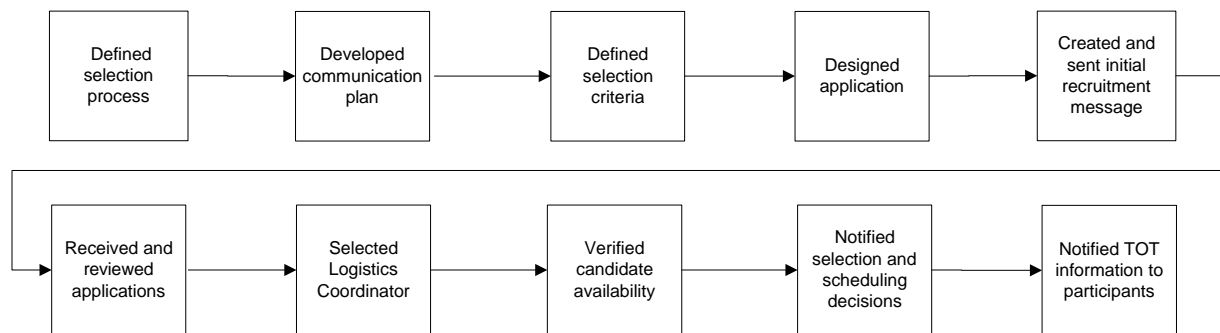 Defined
selection
process
Developed
communication
plan
Defined
selection
criteria
Designed
application
Created and
sent initial
recruitment
message
Received and
reviewed
applications
Selected
Logistics
Coordinator
Verified
candidate
availability
Notified
selection and
scheduling
decisions
Notified TOT
information to
participants